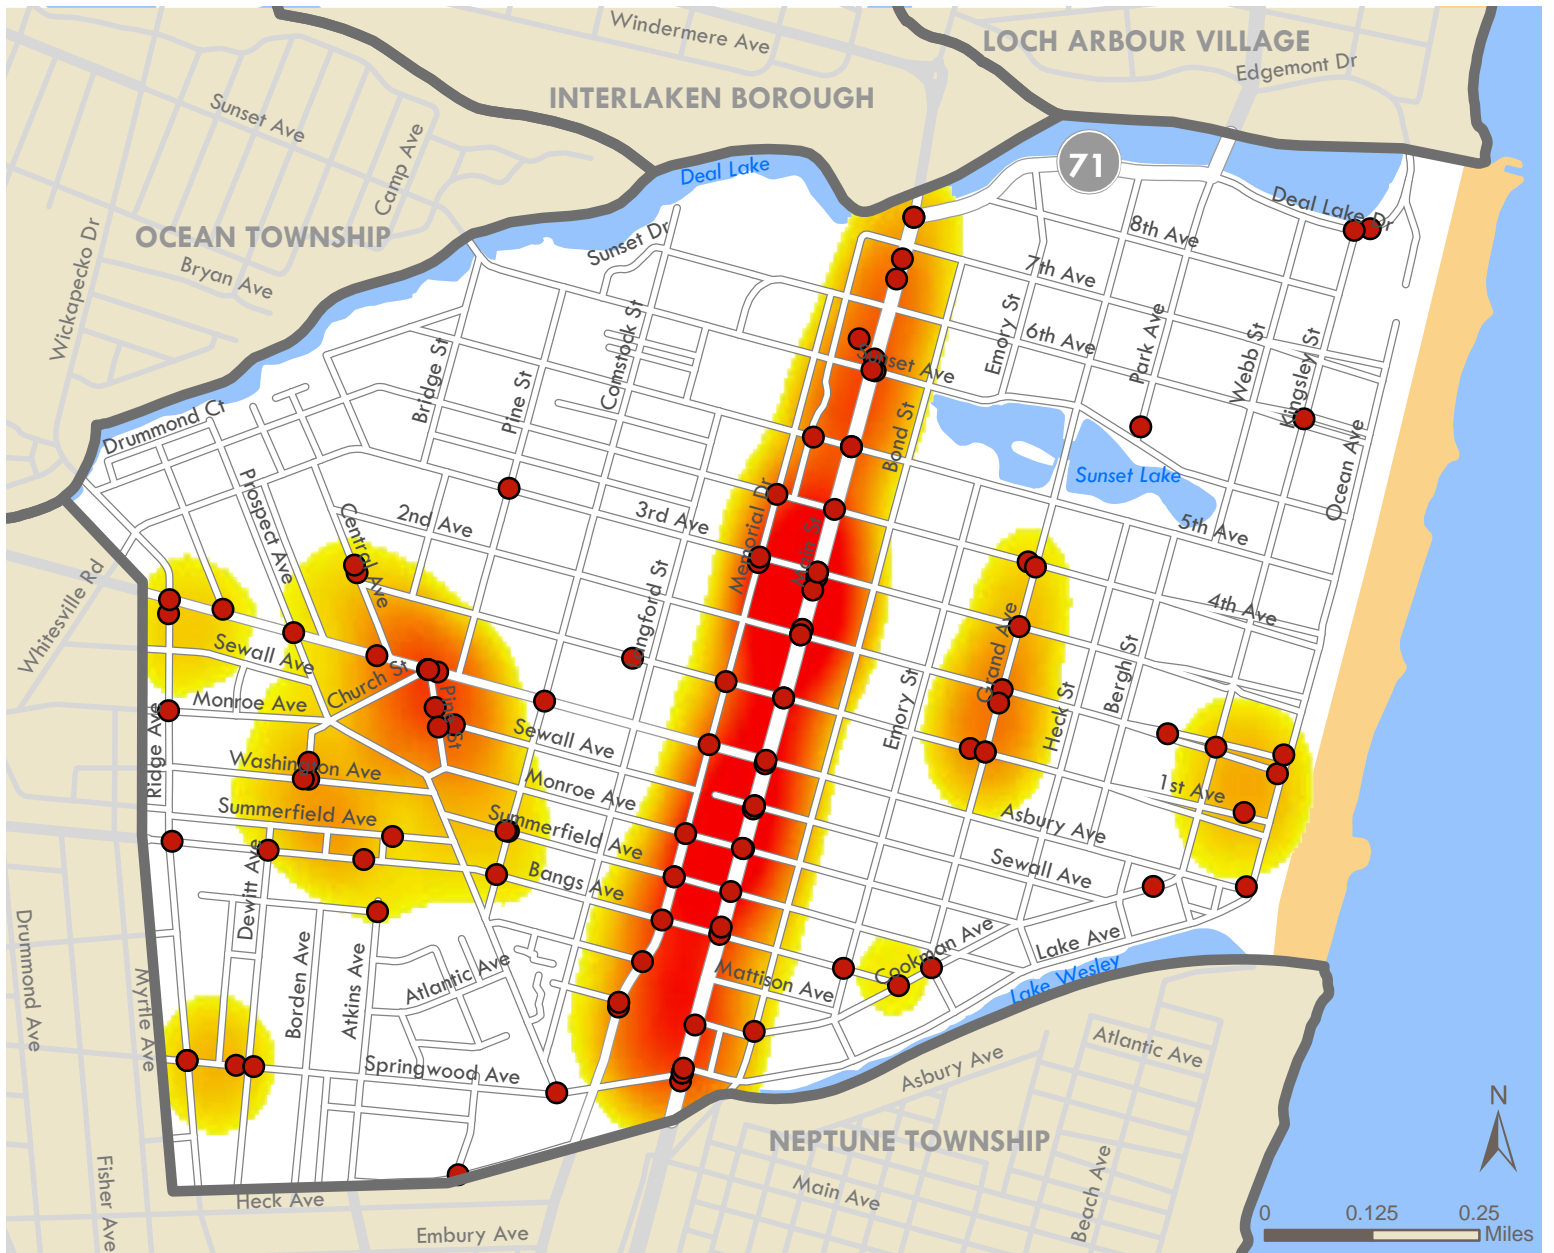 Windermere Ave
LOCH ARBOUR VILLAGE
Edgemont Dr
INTERLAKEN BOROUGH
Sunset Ave
Camp Ave
71
Deal Lake
Deal Lake Dr
OCEAN TOWNSHIP
Sunset Dr
8th Ave
Bryan Ave
7th Ave
Wickapecko Dr
Comstock St
Emory St
6th Ave
Park Ave
Webb St
Kingsley St
Sunset Ave
Bridge St
Pine St
Drummond Ct
Bond St
Sunset Lake
Ocean Ave
Prospect Ave
Central Ave
2nd Ave
3rd Ave
Memorial Dr
Main St
5th Ave
Whitesville Rd
Langford St
4th Ave
Grand Ave
Sewall Ave
Church St
Bergh St
Monroe Ave
Pine St
Emory St
Heck St
Ridge Ave
Sewall Ave
Washington Ave
Monroe Ave
1st Ave
Summerfield Ave
Summerfield Ave
Asbury Ave
Bangs Ave
Sewall Ave
Dewitt Ave
Drummond Ave
Borden Ave
Atkins Ave
Atlantic Ave
Mattison Ave
Cookman Ave
Lake Ave
Lake Wesley
Myrtle Ave
Springwood Ave
Asbury Ave
Atlantic Ave
NEPTUNE TOWNSHIP
N
Fisher Ave
Heck Ave
Main Ave
Beach Ave
Embury Ave
0 0.125 0.25
Miles